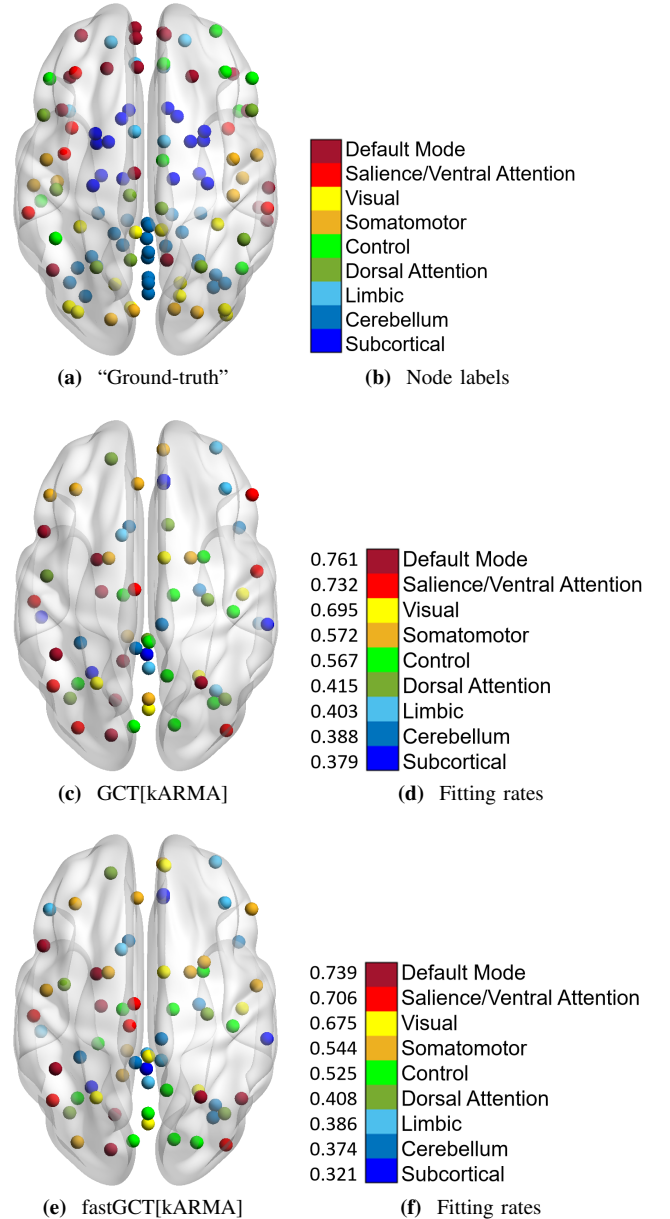 Default Mode
Salience/Ventral Attention
Visual
Somatomotor
Control
Dorsal Attention
Limbic
Cerebellum
Subcortical
(a) “Ground-truth”
(b) Node labels
0.761 Default Mode
0.732 Salience/Ventral Attention
0.695 Visual
0.572 Somatomotor
0.567 Control
0.415 Dorsal Attention
0.403 Limbic
0.388 Cerebellum
0.379 Subcortical
(c) GCT[kARMA]
(d) Fitting rates
0.739 Default Mode
0.706 Salience/Ventral Attention
0.675 Visual
0.544 Somatomotor
0.525 Control
0.408 Dorsal Attention
0.386 Limbic
0.374 Cerebellum
0.321 Subcortical
(e) fastGCT[kARMA]
(f) Fitting rates